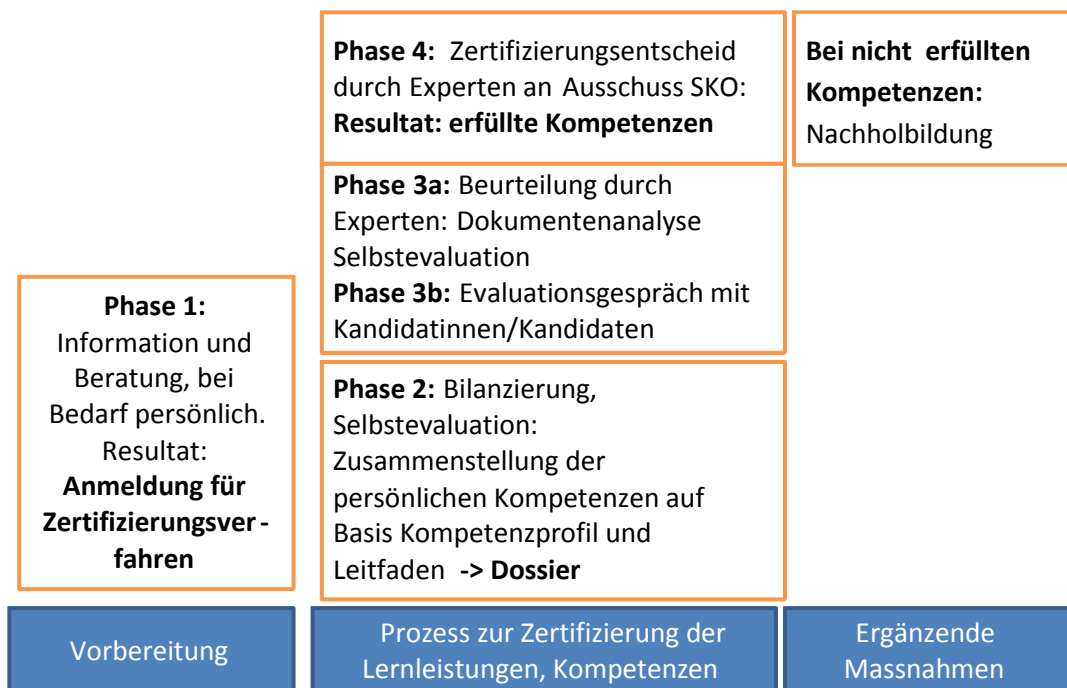 Phase 4: Zertifizierungsentscheid
durch Experten an Ausschuss SKO:
Resultat: erfüllte Kompetenzen
Bei nicht erfüllten
Kompetenzen:
Nachholbildung
Phase 3a: Beurteilung durch
Experten: Dokumentenanalyse
Selbstevaluation
Phase 3b: Evaluationsgespräch mit
Kandidatinnen/Kandidaten
Phase 1:
Information und
Beratung, bei
Bedarf persönlich.
Resultat:
Anmeldung für
Zertifizierungsver-
fahren
Phase 2: Bilanzierung,
Selbstevaluation:
Zusammenstellung der
persönlichen Kompetenzen auf
Basis Kompetenzprofil und
Leitfaden -> Dossier
Vorbereitung
Prozess zur Zertifizierung der
Lernleistungen, Kompetenzen
Ergänzende
Massnahmen